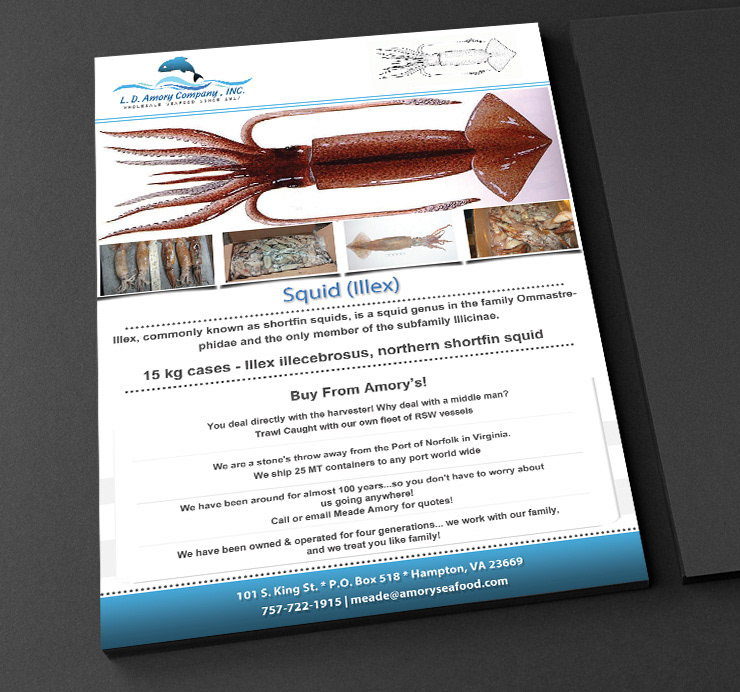 L. D. Amory Company, INC.
WHOLESALE SEAFOOD SINCE 1917
Squid (Illex)
Illex, commonly known as shortfin squids, is a squid genus in the family Ommastre-
phidae and the only member of the subfamily Illicinae.
15 kg cases - Illex illecebrosus, northern shortfin squid
Buy From Amory's!
You deal directly with the harvester! Why deal with a middle man?
Trawl Caught with our own fleet of RSW vessels
We are a stone's throw away from the Port of Norfolk in Virginia.
We ship 25 MT containers to any port world wide
We have been around for almost 100 years...so you don't have to worry about
us going anywhere!
Call or email Meade Amory for quotes!
We have been owned & operated for four generations... we work with our family,
and we treat you like family!
101 S. King St. * P.O. Box 518 * Hampton, VA 23669
757-722-1915 | meade@amoryseafood.com